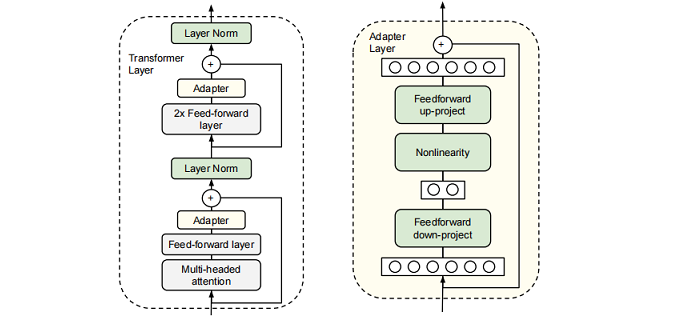 Layer Norm
Transformer
Layer
+
Adapter
2x Feed-forward
layer
Layer Norm
+
Adapter
Feed-forward layer
Multi-headed
attention
Adapter
Layer
+
Feedforward
up-project
Nonlinearity
Feedforward
down-project